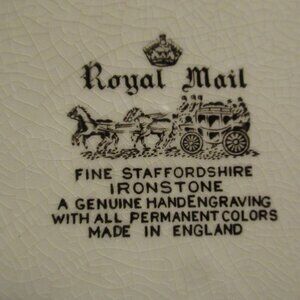 Royal Mail
FINE STAFFORDSHIRE
IRONSTONE
A GENUINE HANDENGRAVING
WITH ALL PERMANENT COLORS
MADE IN ENGLAND